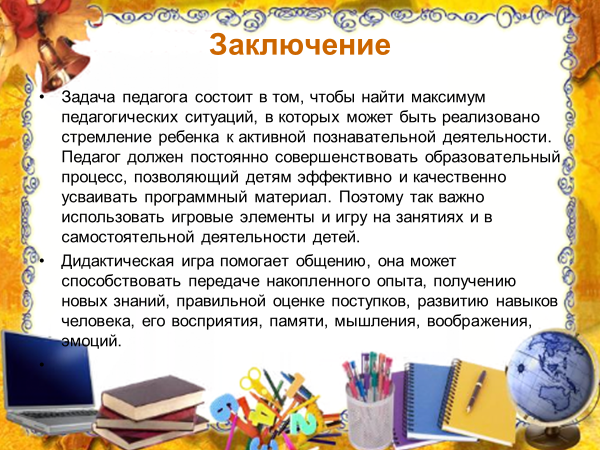 Заключение
• Задача педагога состоит в том, чтобы найти максимум
педагогических ситуаций, в которых может быть реализовано
стремление ребенка к активной познавательной деятельности.
Педагог должен постоянно совершенствовать образовательный
процесс, позволяющий детям эффективно и качественно
усваивать программный материал. Поэтому так важно
использовать игровые элементы и игру на занятиях и в
самостоятельной деятельности детей.
• Дидактическая игра помогает общению, она может
способствовать передаче накопленного опыта, получению
новых знаний, правильной оценке поступков, развитию навыков
человека, его восприятия, памяти, мышления, воображения,
эмоций.